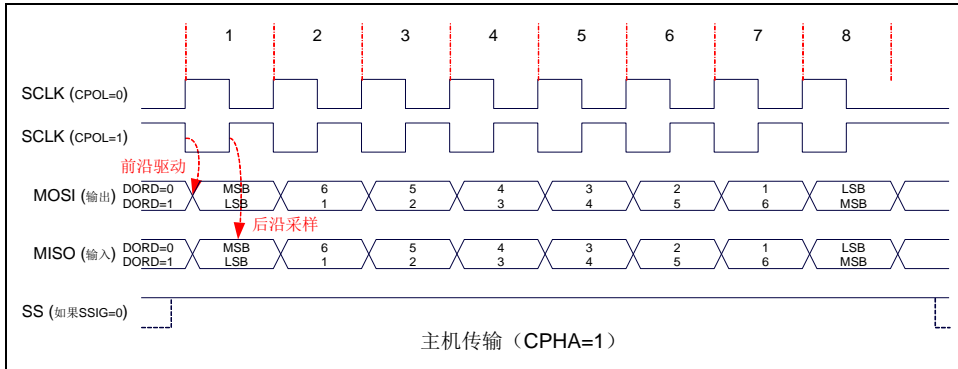 1 2 3 4 5 6 7 8
SCLK (CPOL=0)
SCLK (CPOL=1)
前沿驱动
MOSI (输出) DORD=0 MSB 6 5 4 3 2 1 LSB
DORD=1 LSB 1 2 3 4 5 6 MSB
后沿采样
MISO (输入) DORD=0 MSB 6 5 4 3 2 1 LSB
DORD=1 LSB 1 2 3 4 5 6 MSB
SS (如果SSIG=0)
主机传输（CPHA=1）